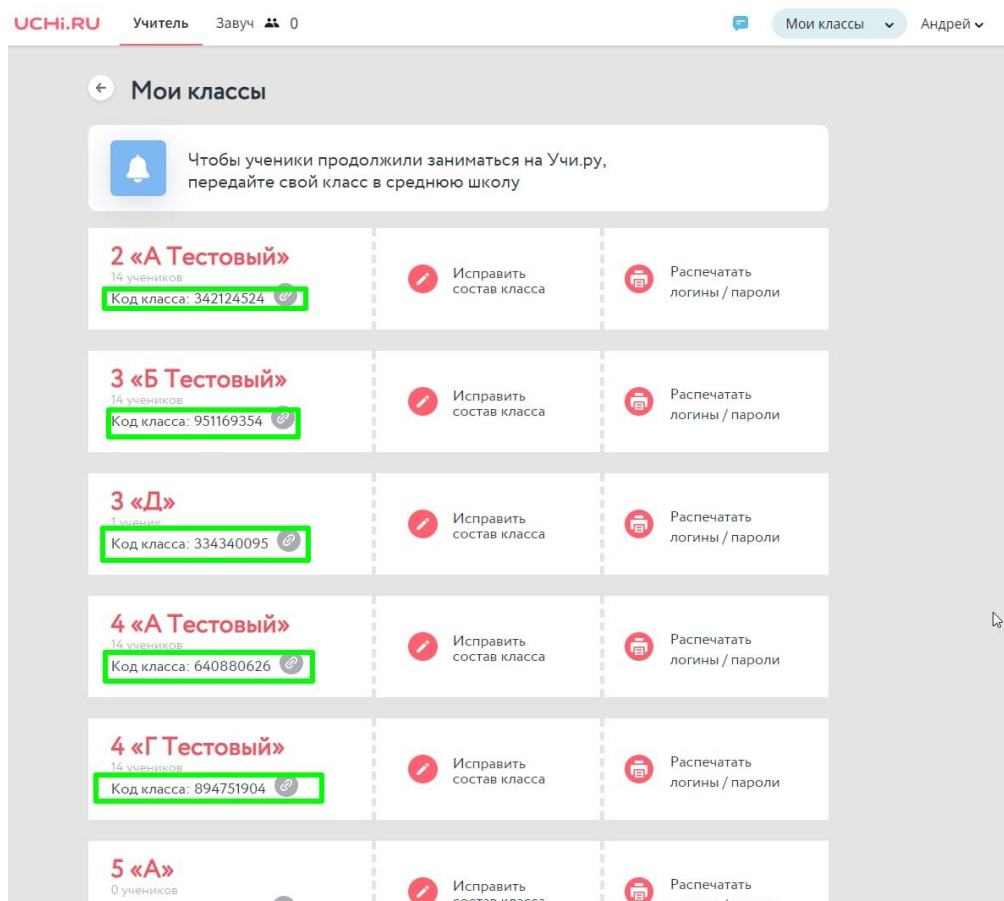 UCHi.RU Учитель Завуч 0 Мои классы Андрей
Мои классы
Чтобы ученики продолжили заниматься на Учи.ру,
передайте свой класс в среднюю школу
2 «А Тестовый»
14 учеников
Код класса: 342124524
Исправить
состав класса
Распечатать
логины / пароли
3 «Б Тестовый»
14 учеников
Код класса: 951169354
Исправить
состав класса
Распечатать
логины / пароли
3 «Д»
1 ученик
Код класса: 334340095
Исправить
состав класса
Распечатать
логины / пароли
4 «А Тестовый»
14 учеников
Код класса: 640880626
Исправить
состав класса
Распечатать
логины / пароли
4 «Г Тестовый»
14 учеников
Код класса: 894751904
Исправить
состав класса
Распечатать
логины / пароли
5 «А»
0 учеников
Исправить
состав класса
Распечатать